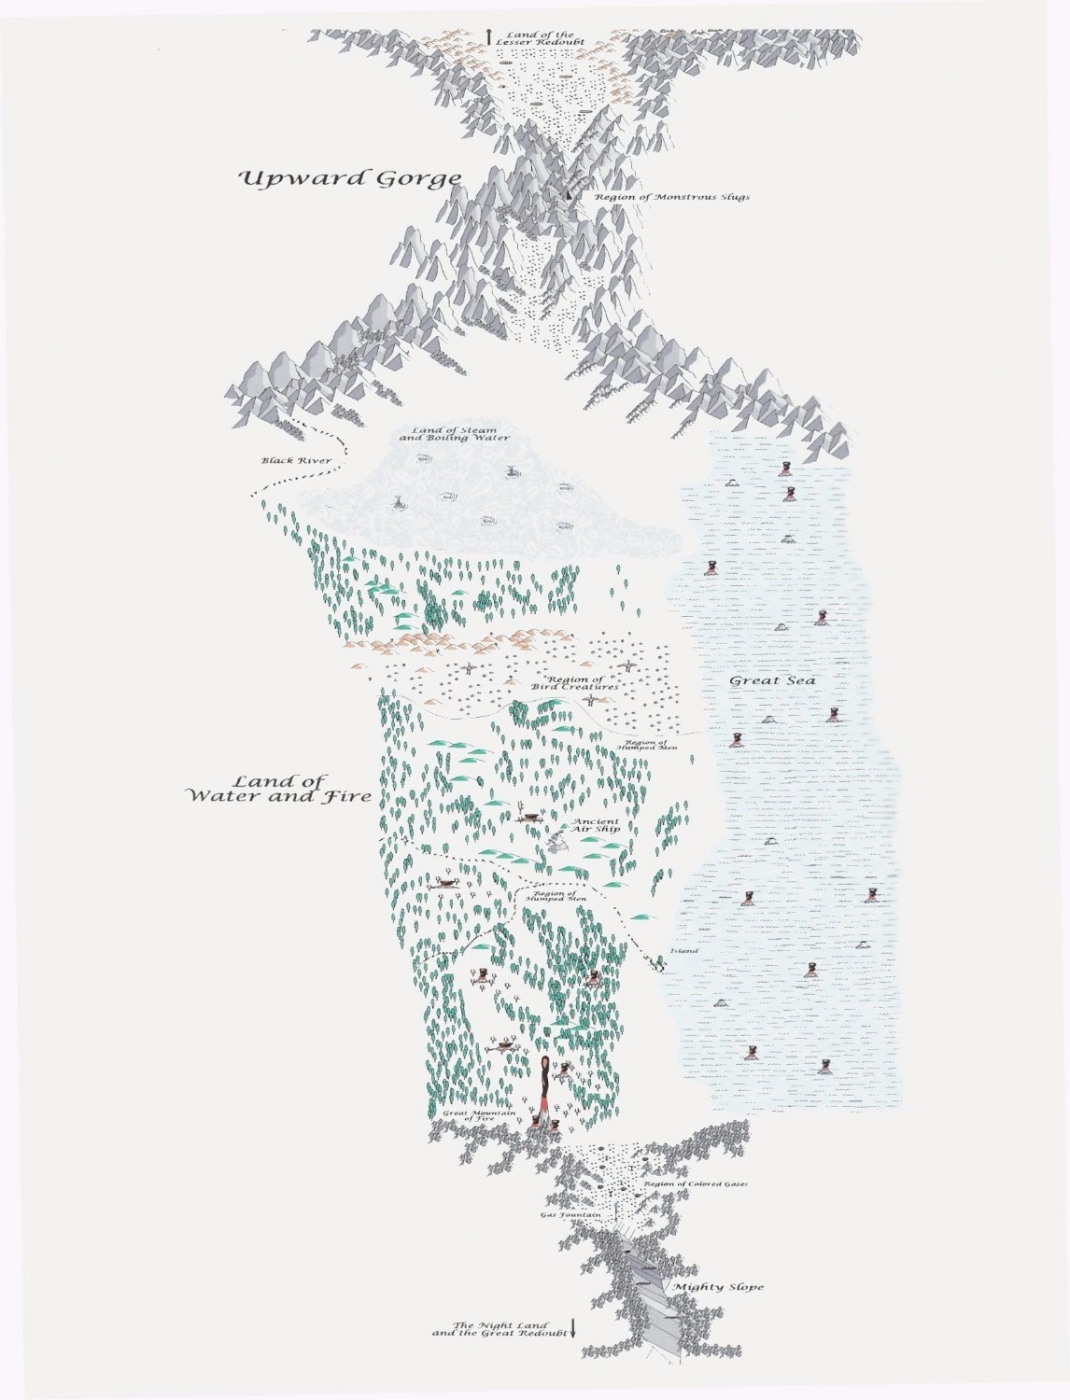 Land of the
Lesser Redoubt
Upward Gorge
Region of Monstrous Slugs
Land of Steam
and Boiling Water
Black River
Great Sea
Region of
Bird Creatures
Region of
Humped Men
Land of
Water and Fire
Ancient
Air Ship
Region of
Humped Men
Island
Great Mountain
of Fire
Region of Colored Gases
Gas Fountain
Mighty Slope
The Night Land
and the Great Redoubt